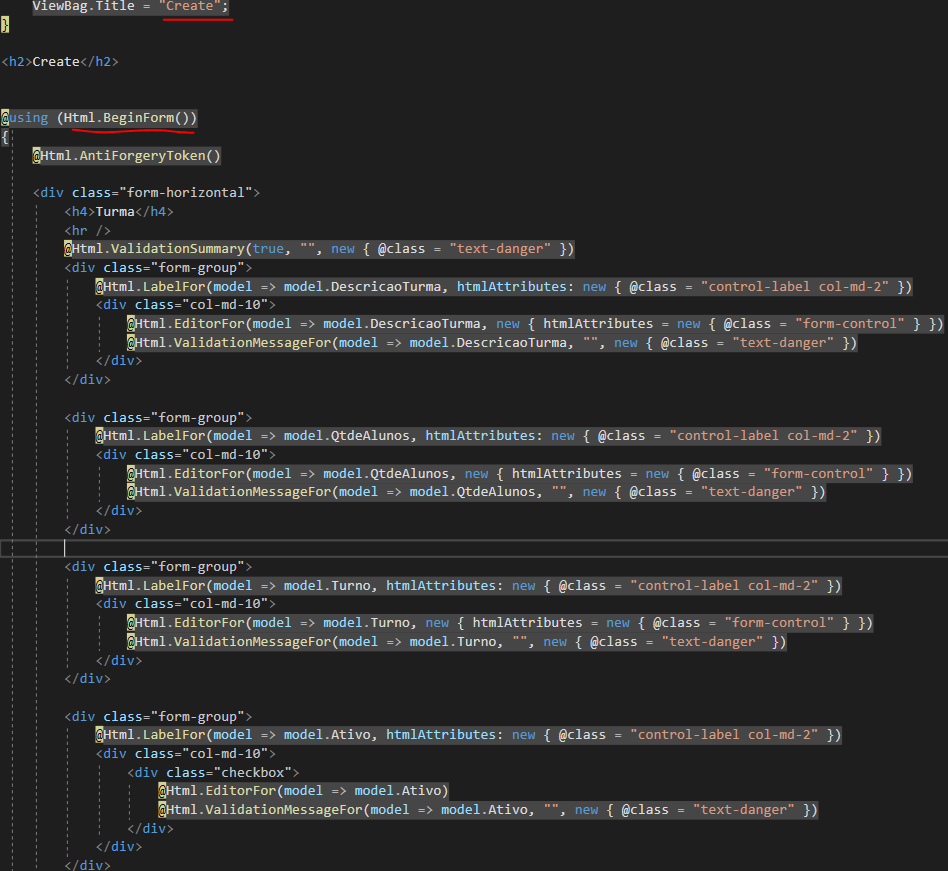 ViewBag.Title = "Create";
}
<h2>Create</h2>
@using (Html.BeginForm())
{
@Html.AntiForgeryToken()
<div class="form-horizontal">
<h4>Turma</h4>
<hr />
@Html.ValidationSummary(true, "", new { @class = "text-danger" })
<div class="form-group">
@Html.LabelFor(model => model.DescricaoTurma, htmlAttributes: new { @class = "control-label col-md-2" })
<div class="col-md-10">
@Html.EditorFor(model => model.DescricaoTurma, new { htmlAttributes = new { @class = "form-control" } })
@Html.ValidationMessageFor(model => model.DescricaoTurma, "", new { @class = "text-danger" })
</div>
</div>
<div class="form-group">
@Html.LabelFor(model => model.QtdeAlunos, htmlAttributes: new { @class = "control-label col-md-2" })
<div class="col-md-10">
@Html.EditorFor(model => model.QtdeAlunos, new { htmlAttributes = new { @class = "form-control" } })
@Html.ValidationMessageFor(model => model.QtdeAlunos, "", new { @class = "text-danger" })
</div>
</div>
<div class="form-group">
@Html.LabelFor(model => model.Turno, htmlAttributes: new { @class = "control-label col-md-2" })
<div class="col-md-10">
@Html.EditorFor(model => model.Turno, new { htmlAttributes = new { @class = "form-control" } })
@Html.ValidationMessageFor(model => model.Turno, "", new { @class = "text-danger" })
</div>
</div>
<div class="form-group">
@Html.LabelFor(model => model.Ativo, htmlAttributes: new { @class = "control-label col-md-2" })
<div class="col-md-10">
<div class="checkbox">
@Html.EditorFor(model => model.Ativo)
@Html.ValidationMessageFor(model => model.Ativo, "", new { @class = "text-danger" })
</div>
</div>
</div>